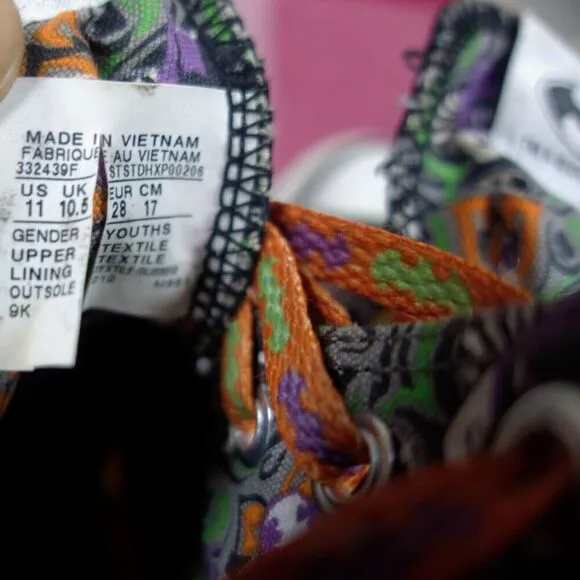 MADE IN VIETNAM
FABRIQUE AU VIETNAM
332439F STSTDHXP00206
US UK EUR CM
11 10.5 28 17
GENDER YOUTHS
UPPER TEXTILE
LINING TEXTILE
OUTSOLE
9K